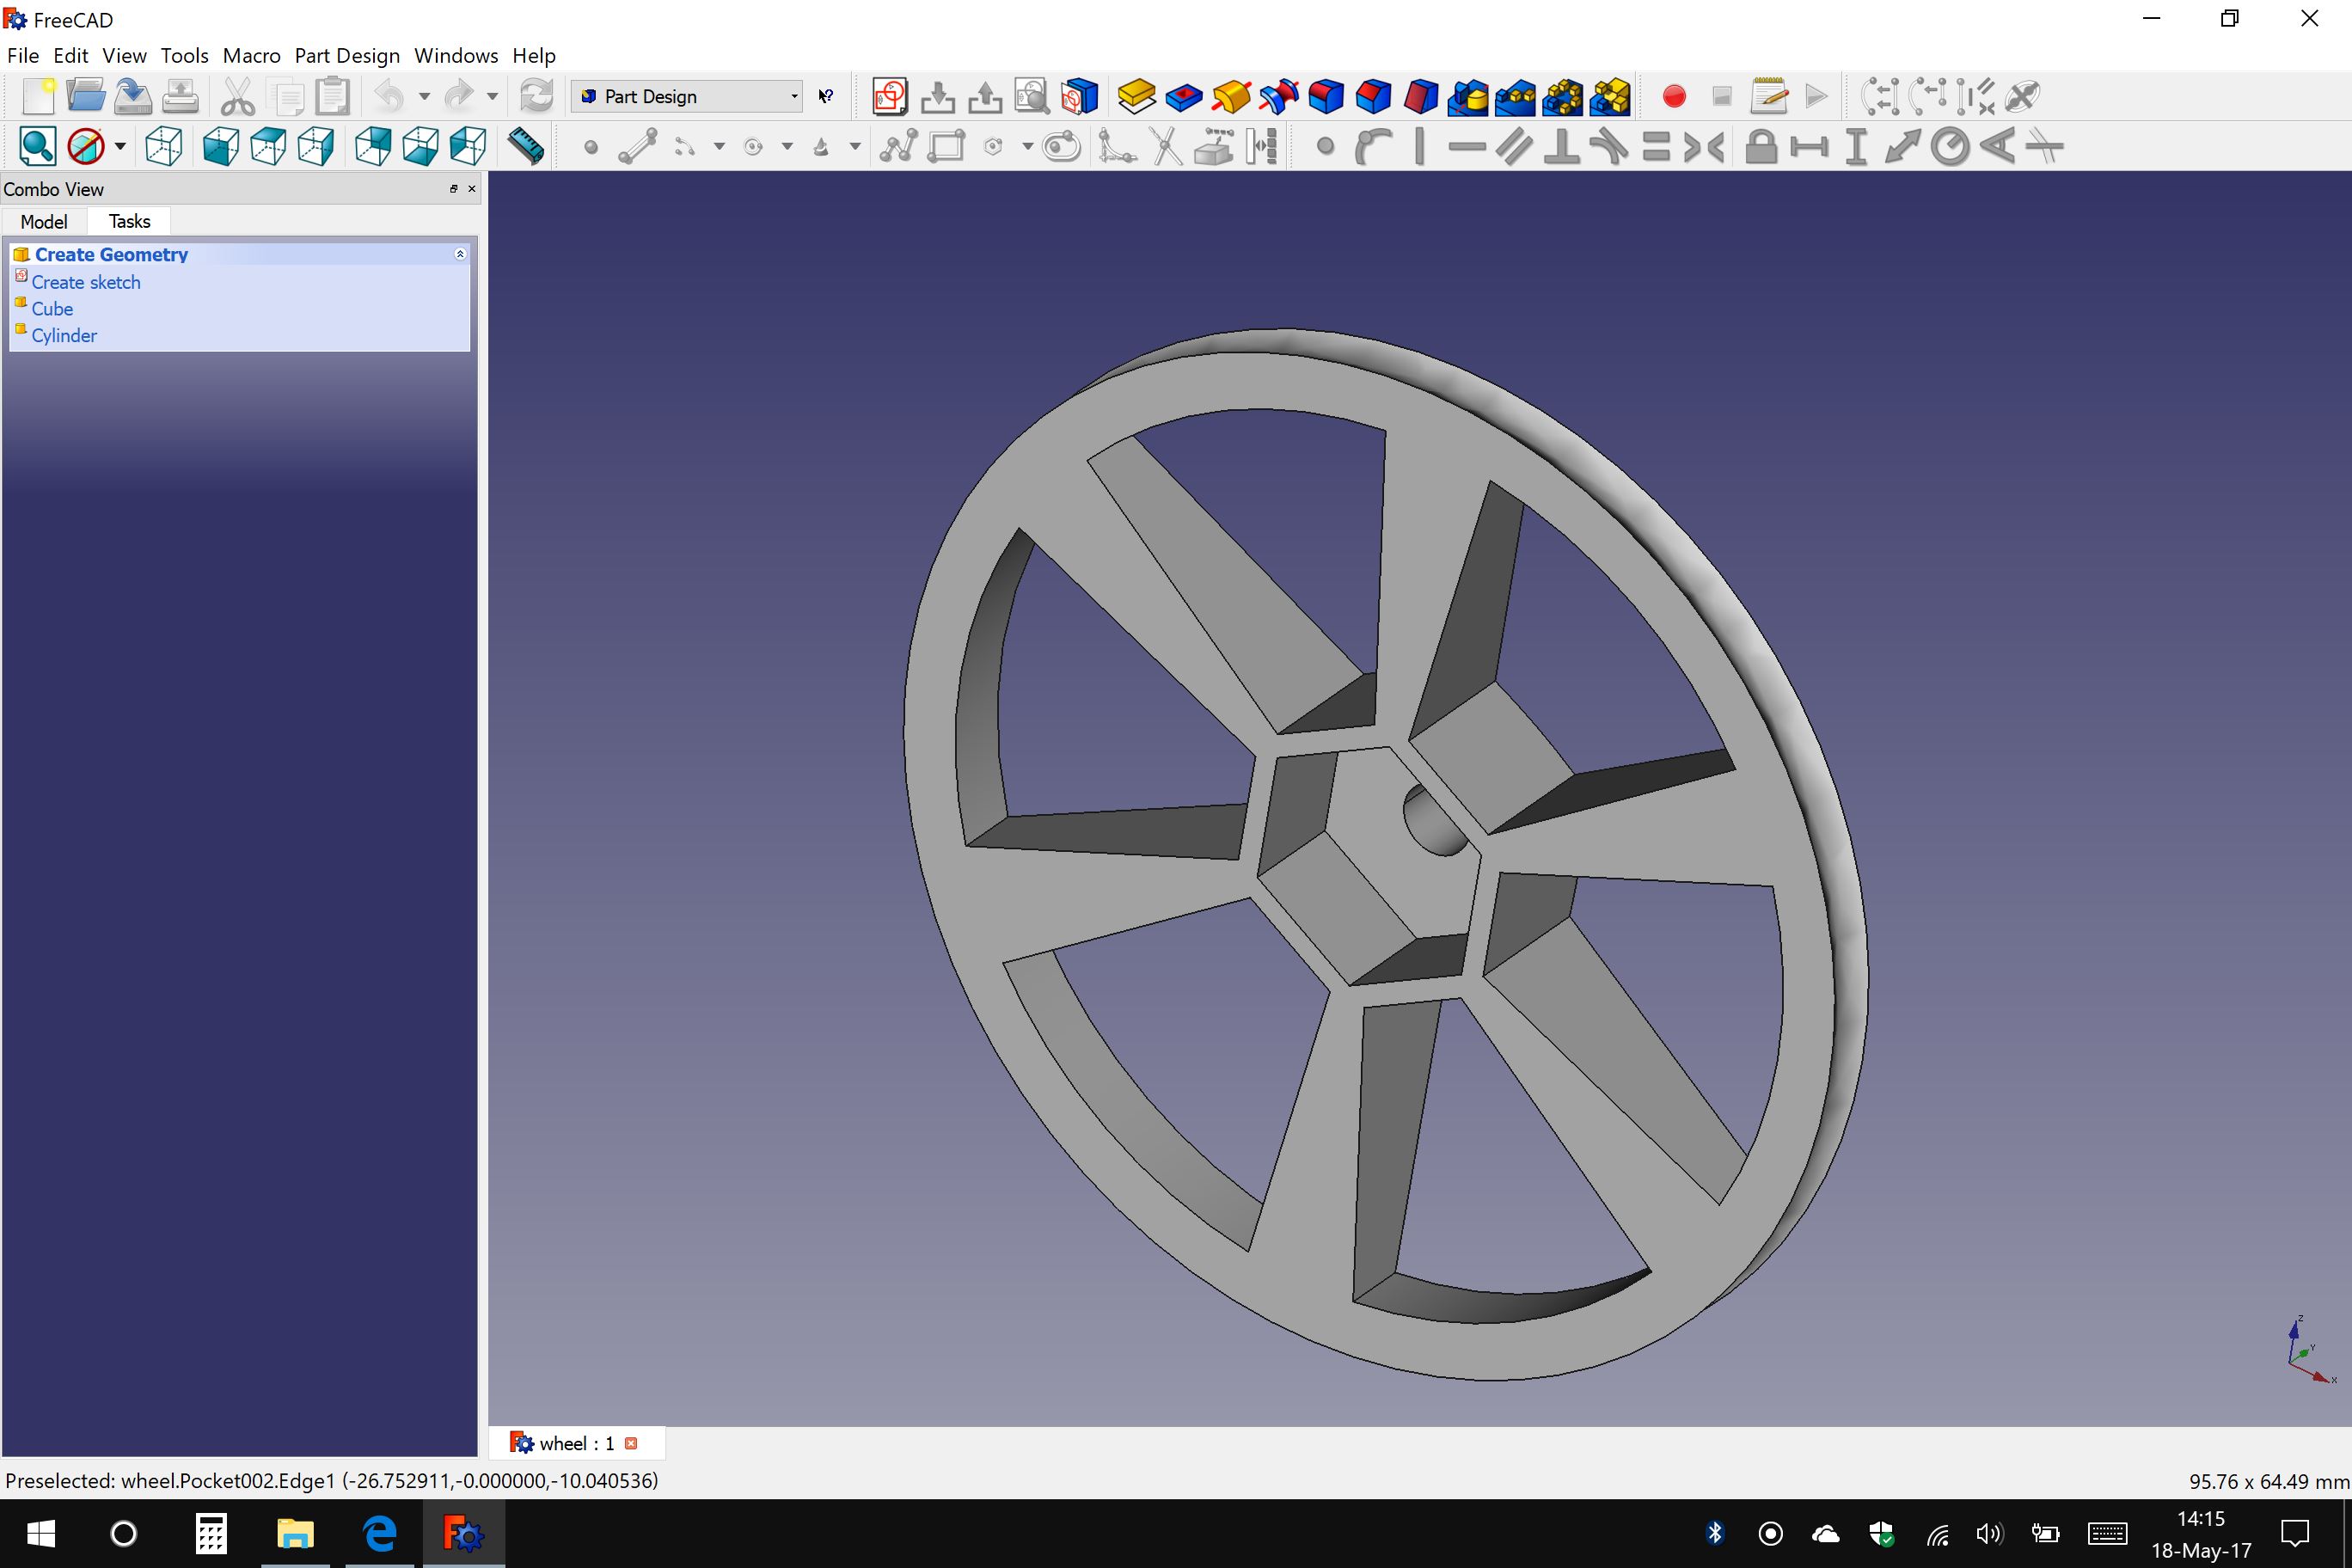 FreeCAD
File Edit View Tools Macro Part Design Windows Help
Part Design
Combo View
Model Tasks
Create Geometry
Create sketch
Cube
Cylinder
Z
Y
X
wheel : 1
Preselected: wheel.Pocket002.Edge1 (-26.752911,-0.000000,-10.040536)
95.76 x 64.49 mm
14:15
18-May-17